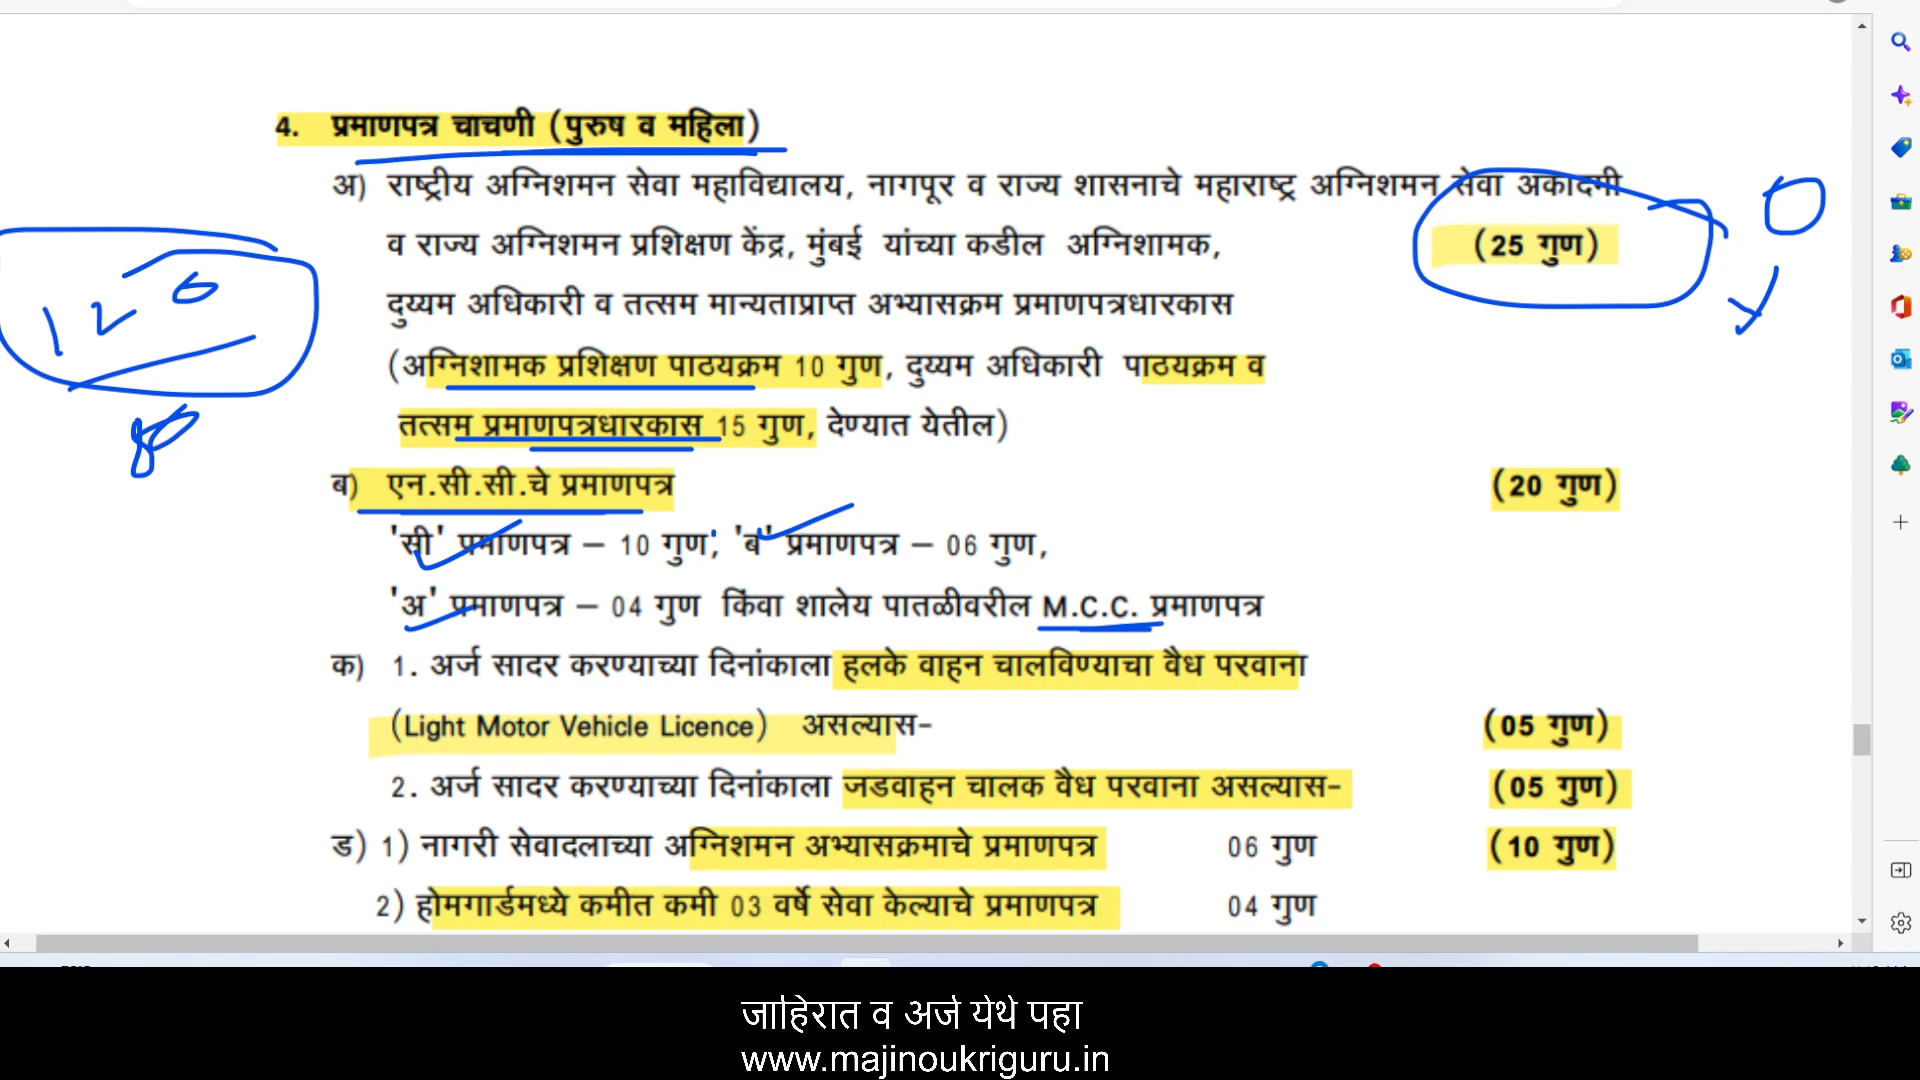 4. प्रमाणपत्र चाचणी (पुरुष व महिला)
अ) राष्ट्रीय अग्निशमन सेवा महाविद्यालय, नागपूर व राज्य शासनाचे महाराष्ट्र अग्निशमन सेवा अकादमी
व राज्य अग्निशमन प्रशिक्षण केंद्र, मुंबई यांच्या कडील अग्निशामक, (25 गुण)
120
दुय्यम अधिकारी व तत्सम मान्यताप्राप्त अभ्यासक्रम प्रमाणपत्रधारकास
(अग्निशामक प्रशिक्षण पाठयक्रम 10 गुण, दुय्यम अधिकारी पाठयक्रम व
तत्सम प्रमाणपत्रधारकास 15 गुण, देण्यात येतील)
80
ब) एन.सी.सी.चे प्रमाणपत्र (20 गुण)
'सी' प्रमाणपत्र – 10 गुण, 'ब' प्रमाणपत्र – 06 गुण,
'अ' प्रमाणपत्र – 04 गुण किंवा शालेय पातळीवरील M.C.C. प्रमाणपत्र
क) 1. अर्ज सादर करण्याच्या दिनांकाला हलके वाहन चालविण्याचा वैध परवाना
(Light Motor Vehicle Licence) असल्यास- (05 गुण)
2. अर्ज सादर करण्याच्या दिनांकाला जडवाहन चालक वैध परवाना असल्यास- (05 गुण)
ड) 1) नागरी सेवादलाच्या अग्निशमन अभ्यासक्रमाचे प्रमाणपत्र 06 गुण (10 गुण)
2) होमगार्डमध्ये कमीत कमी 03 वर्षे सेवा केल्याचे प्रमाणपत्र 04 गुण
जाहिरात व अर्ज येथे पहा
www.majinoukriguru.in